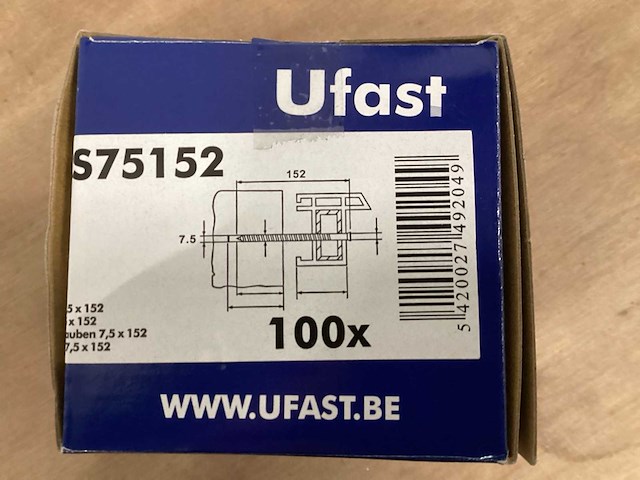 Ufast
S75152
152
7.5
5 x 152
x 152
auben 7,5 x 152
7,5 x 152
100x
5 420027 492049
WWW.UFAST.BE